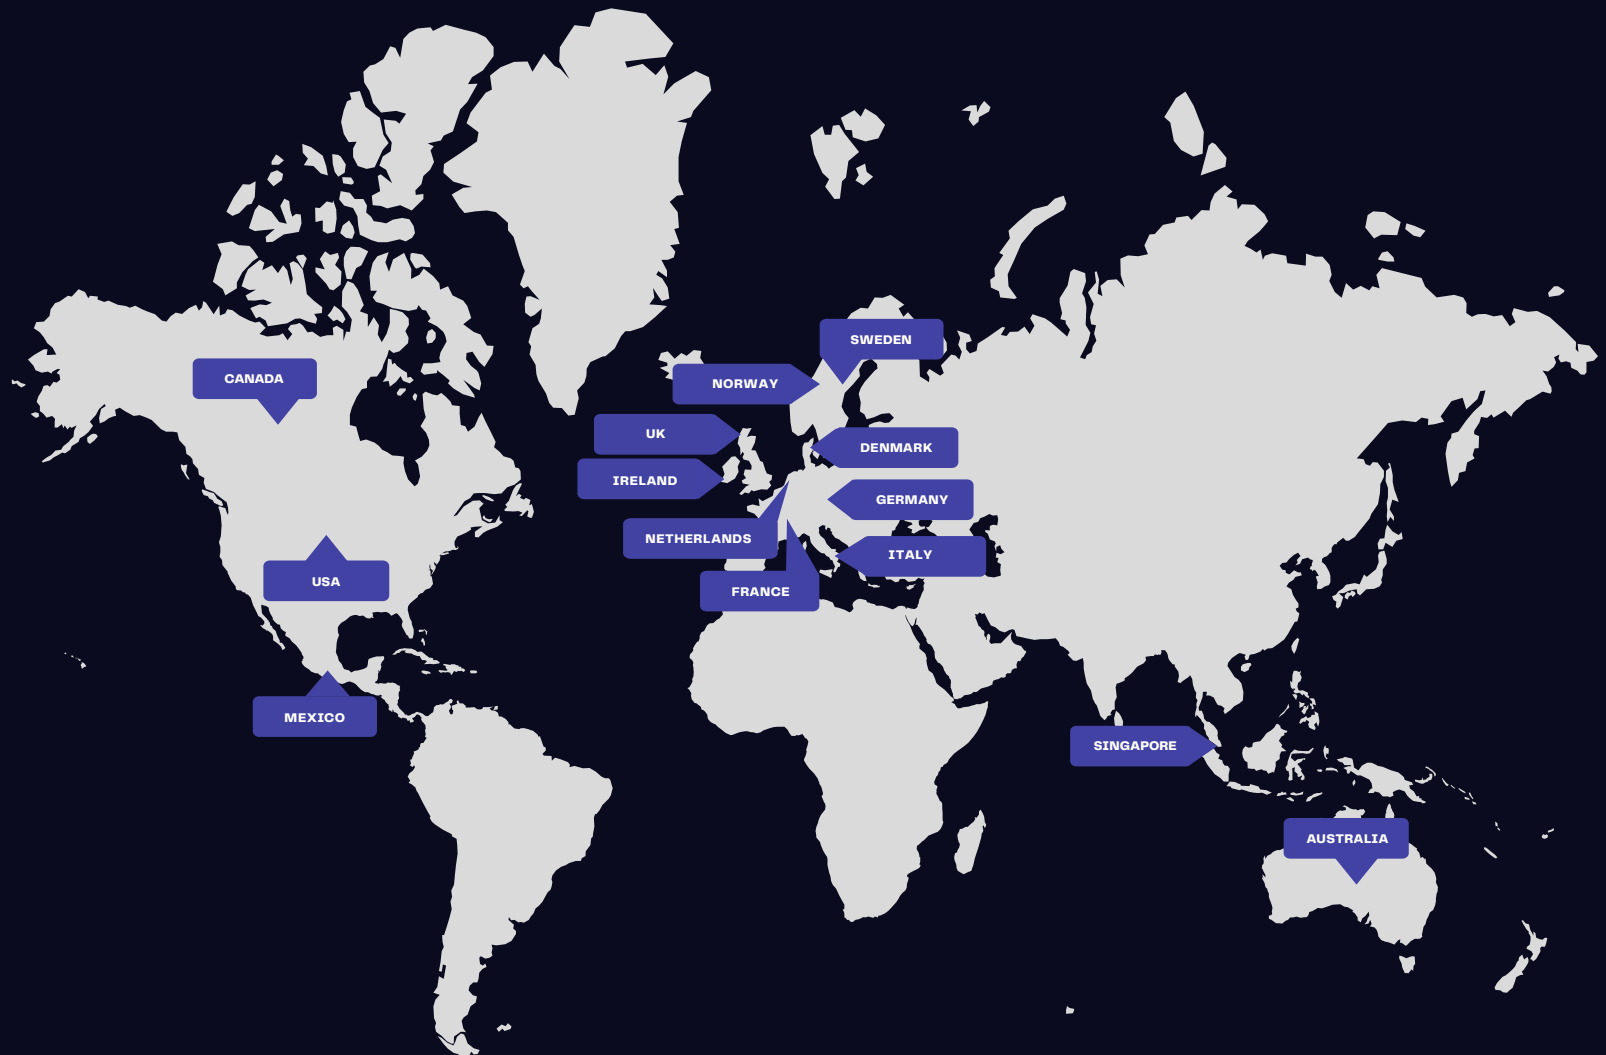 SWEDEN
CANADA
NORWAY
UK
DENMARK
IRELAND
GERMANY
NETHERLANDS
ITALY
USA
FRANCE
MEXICO
SINGAPORE
AUSTRALIA